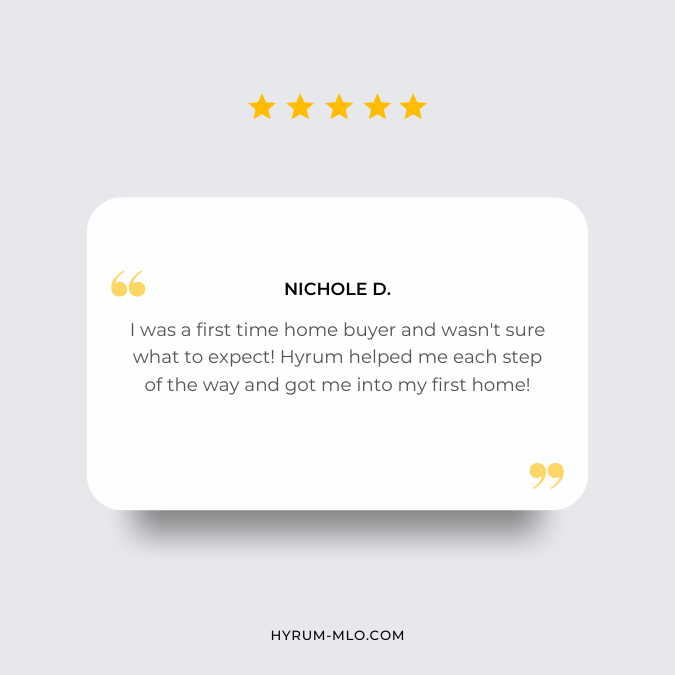 NICHOLE D.
I was a first time home buyer and wasn't sure
what to expect! Hyrum helped me each step
of the way and got me into my first home!
HYRUM-MLO.COM